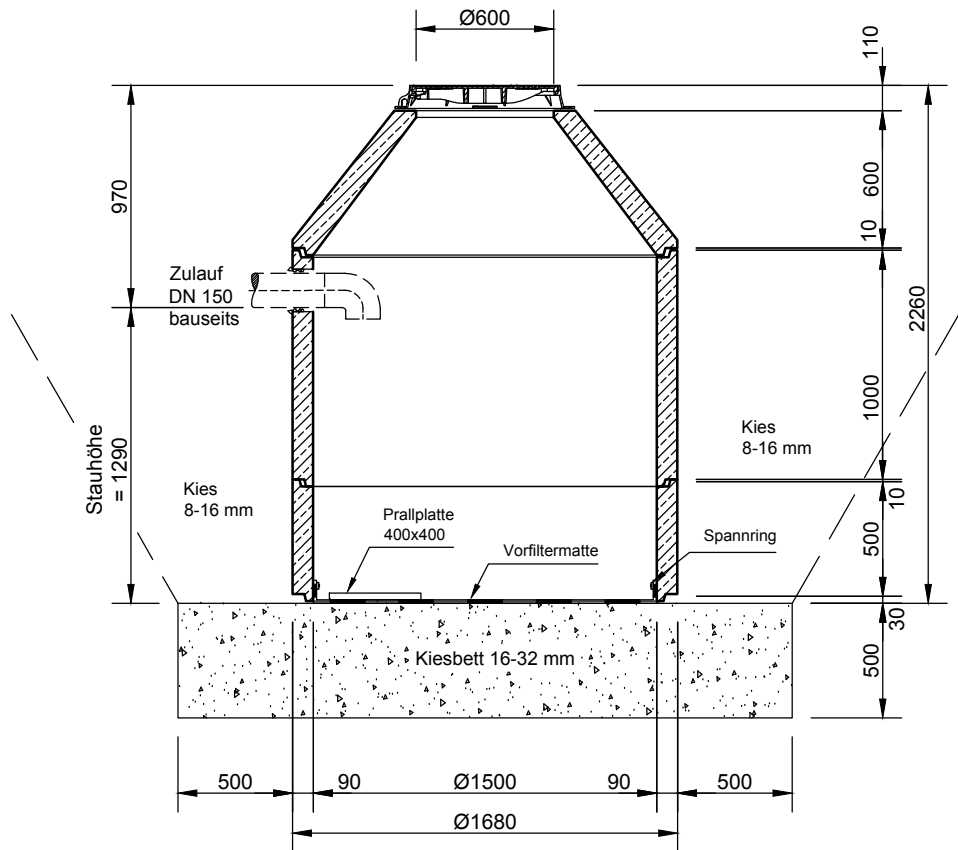 Ø600
110
970
600
10
Zulauf
DN 150
bauseits
2260
1000
Stauhöhe
= 1290
Kies
8-16 mm
Kies
8-16 mm
10
Prallplatte
400x400
Vorfiltermatte
Spannring
500
30
Kiesbett 16-32 mm
500
500
90
Ø1500
90
500
Ø1680